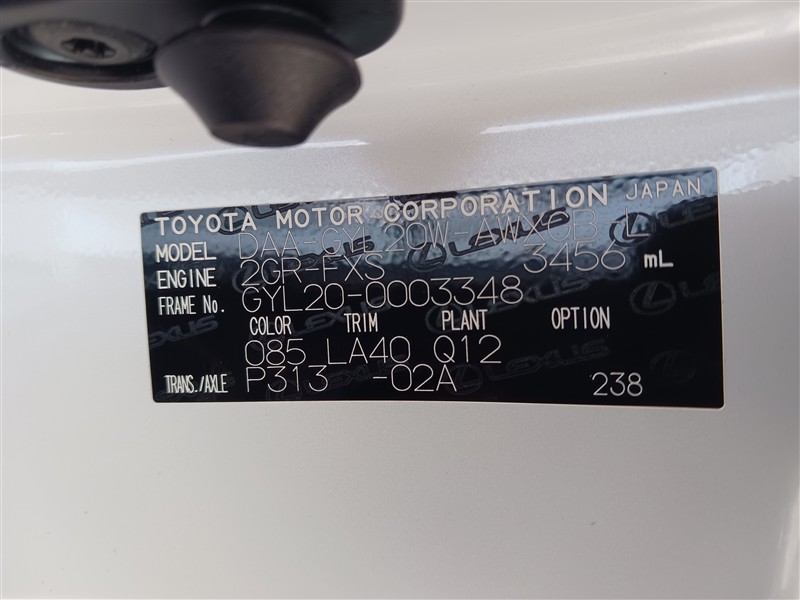 TOYOTA MOTOR CORPORATION JAPAN
MODEL DAA-GYL20W-AWXGB L
ENGINE 2GR-FXS 3456 mL
FRAME No. GYL20-0003348
COLOR TRIM PLANT OPTION
085 LA40 Q12
TRANS./AXLE P313 -02A 238
LEXUS